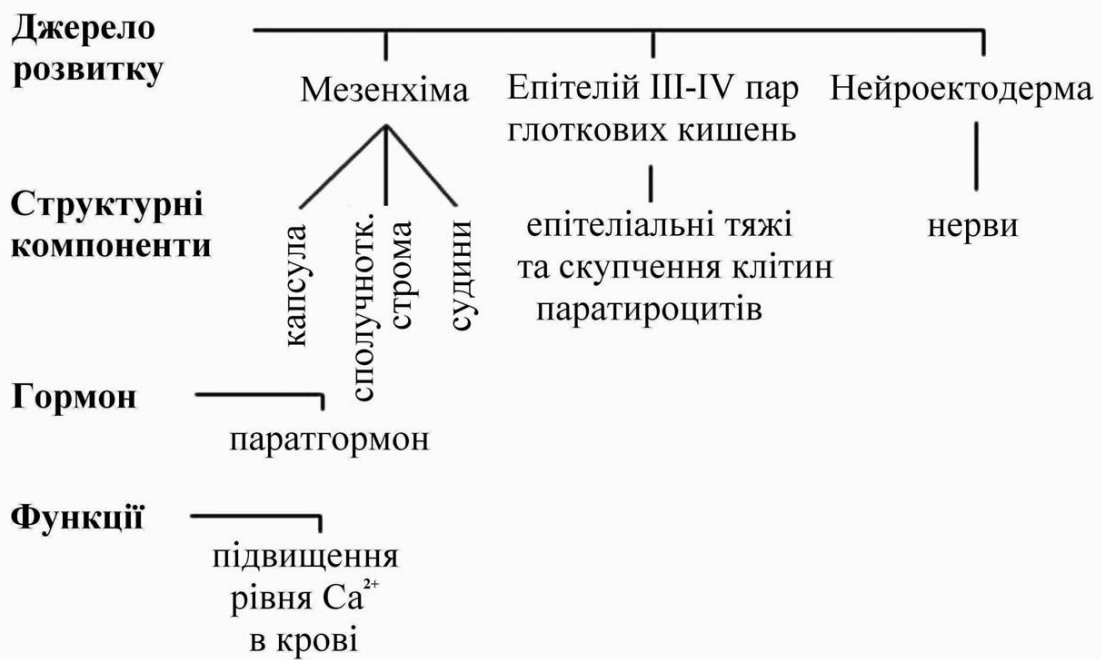 Джерело
розвитку
Мезенхіма
Епітелій III-IV пар
глоткових кишень
Нейроектодерма
Структурні
компоненти
капсула
сполучнотк.
строма
судини
епітеліальні тяжі
та скупчення клітин
паратироцитів
нерви
Гормон
паратгормон
Функції
підвищення
рівня Ca²⁺
в крові